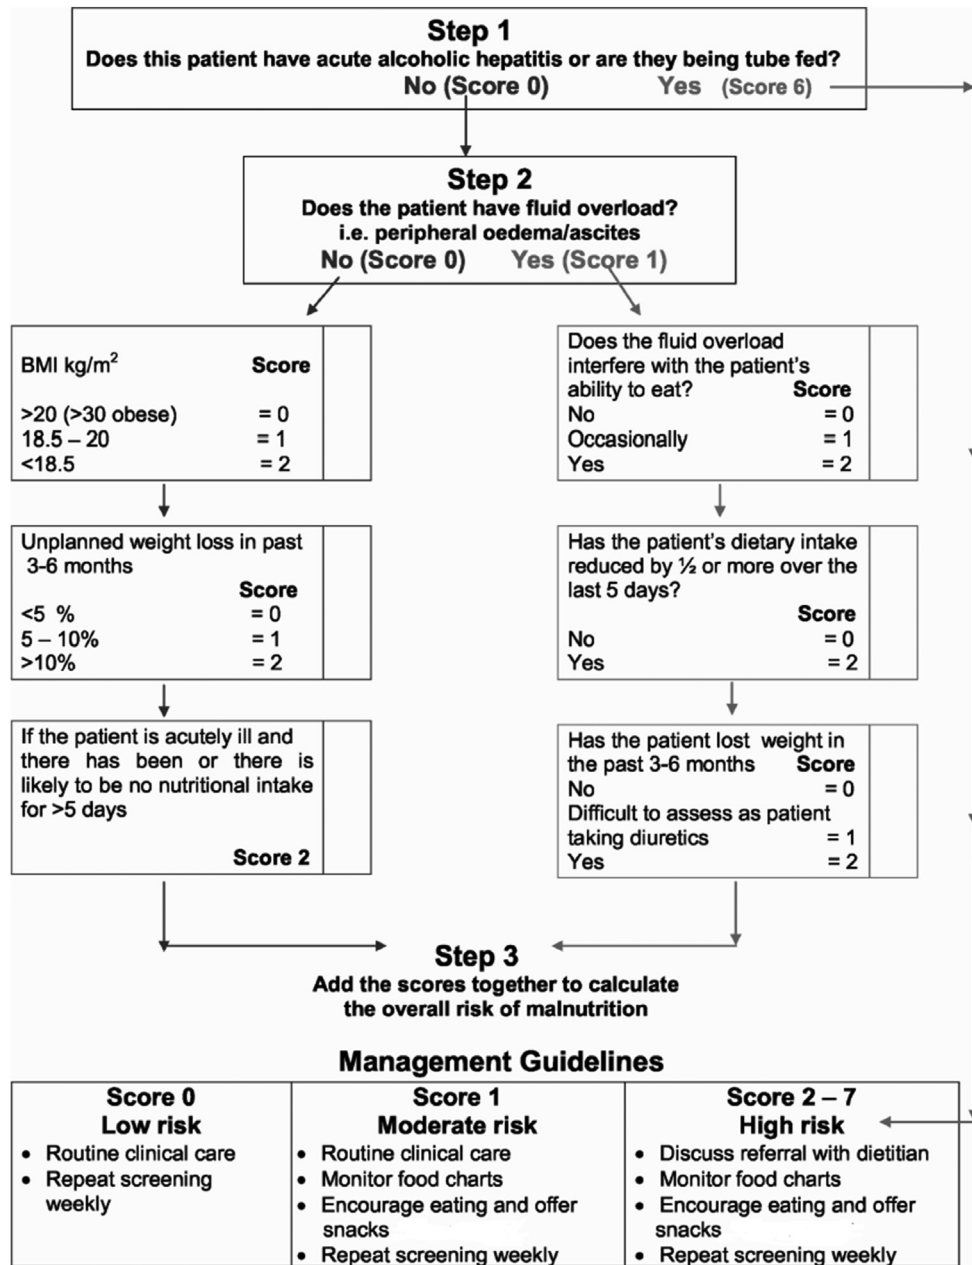 Step 1
Does this patient have acute alcoholic hepatitis or are they being tube fed?
No (Score 0) Yes (Score 6)
Step 2
Does the patient have fluid overload?
i.e. peripheral oedema/ascites
No (Score 0) Yes (Score 1)
BMI kg/m² Score
>20 (>30 obese) = 0
18.5 – 20 = 1
<18.5 = 2
Unplanned weight loss in past
3-6 months
Score
<5 % = 0
5 – 10% = 1
>10% = 2
If the patient is acutely ill and
there has been or there is
likely to be no nutritional intake
for >5 days
Score 2
Does the fluid overload
interfere with the patient's
ability to eat? Score
No = 0
Occasionally = 1
Yes = 2
Has the patient's dietary intake
reduced by ½ or more over the
last 5 days?
Score
No = 0
Yes = 2
Has the patient lost weight in
the past 3-6 months Score
No = 0
Difficult to assess as patient
taking diuretics = 1
Yes = 2
Step 3
Add the scores together to calculate
the overall risk of malnutrition
Management Guidelines
Score 0
Low risk
• Routine clinical care
• Repeat screening
weekly
Score 1
Moderate risk
• Routine clinical care
• Monitor food charts
• Encourage eating and offer
snacks
• Repeat screening weekly
Score 2 – 7
High risk
• Discuss referral with dietitian
• Monitor food charts
• Encourage eating and offer
snacks
• Repeat screening weekly